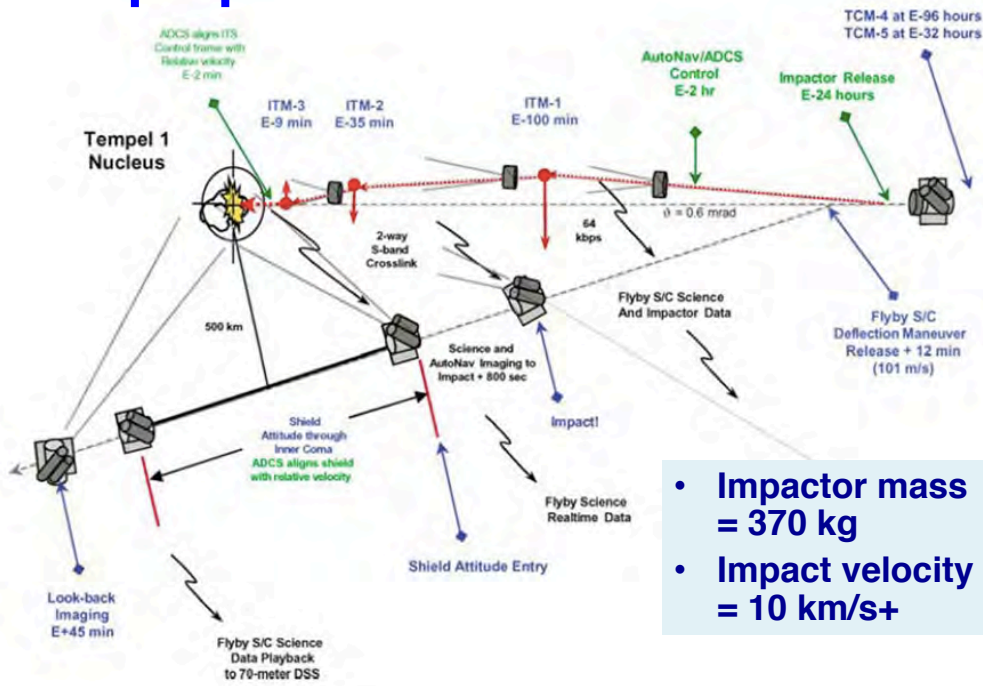 TCM-4 at E-96 hours
TCM-5 at E-32 hours
ADCS aligns ITS
Control frame with
Relative velocity
E-2 min
AutoNav/ADCS
Control
E-2 hr
Impactor Release
E-24 hours
ITM-3
E-9 min
ITM-2
E-35 min
ITM-1
E-100 min
Tempel 1
Nucleus
ϑ = 0.6 mrad
2-way
S-band
Crosslink
64
kbps
500 km
Flyby S/C Science
And Impactor Data
Flyby S/C
Deflection Maneuver
Release + 12 min
(101 m/s)
Science and
AutoNav Imaging to
Impact + 800 sec
Impact!
Shield
Attitude through
Inner Coma
ADCS aligns shield
with relative velocity
Flyby Science
Realtime Data
Shield Attitude Entry
Look-back
Imaging
E+45 min
Flyby S/C Science
Data Playback
to 70-meter DSS
• Impactor mass
= 370 kg
• Impact velocity
= 10 km/s+